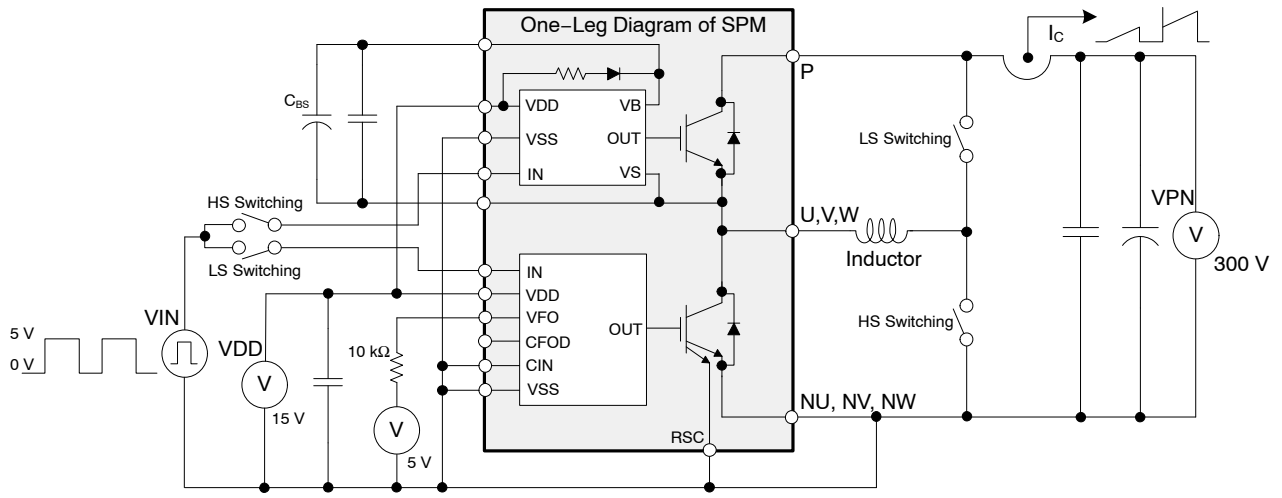 One–Leg Diagram of SPM
I_C
P
C_BS
VDD
VB
VSS
OUT
IN
VS
LS Switching
HS Switching
LS Switching
U,V,W
Inductor
VPN
V
300 V
IN
VDD
VFO
CFOD
CIN
VSS
OUT
HS Switching
VIN
5 V
0 V
VDD
V
15 V
10 kΩ
V
5 V
RSC
NU, NV, NW